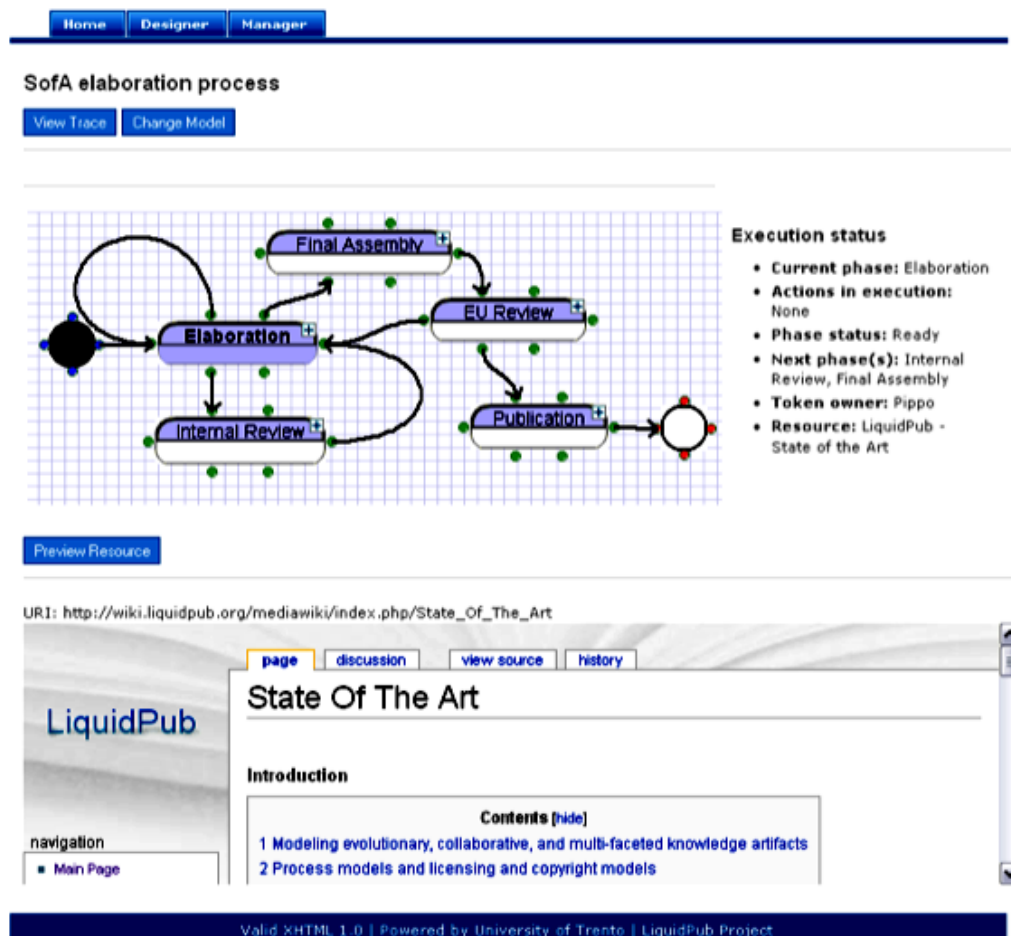 Home Designer Manager
SofA elaboration process
View Trace Change Model
Final Assembly
EU Review
Elaboration
Publication
Internal Review
Execution status
Current phase: Elaboration
Actions in execution:
None
Phase status: Ready
Next phase(s): Internal
Review, Final Assembly
Token owner: Pippo
Resource: LiquidPub -
State of the Art
Preview Resource
URI: http://wiki.liquidpub.org/mediawiki/index.php/State_Of_The_Art
page discussion view source history
State Of The Art
LiquidPub
Introduction
Contents [hide]
1 Modeling evolutionary, collaborative, and multi-faceted knowledge artifacts
2 Process models and licensing and copyright models
navigation
Main Page
Valid XHTML 1.0 | Powered by University of Trento | LiquidPub Project